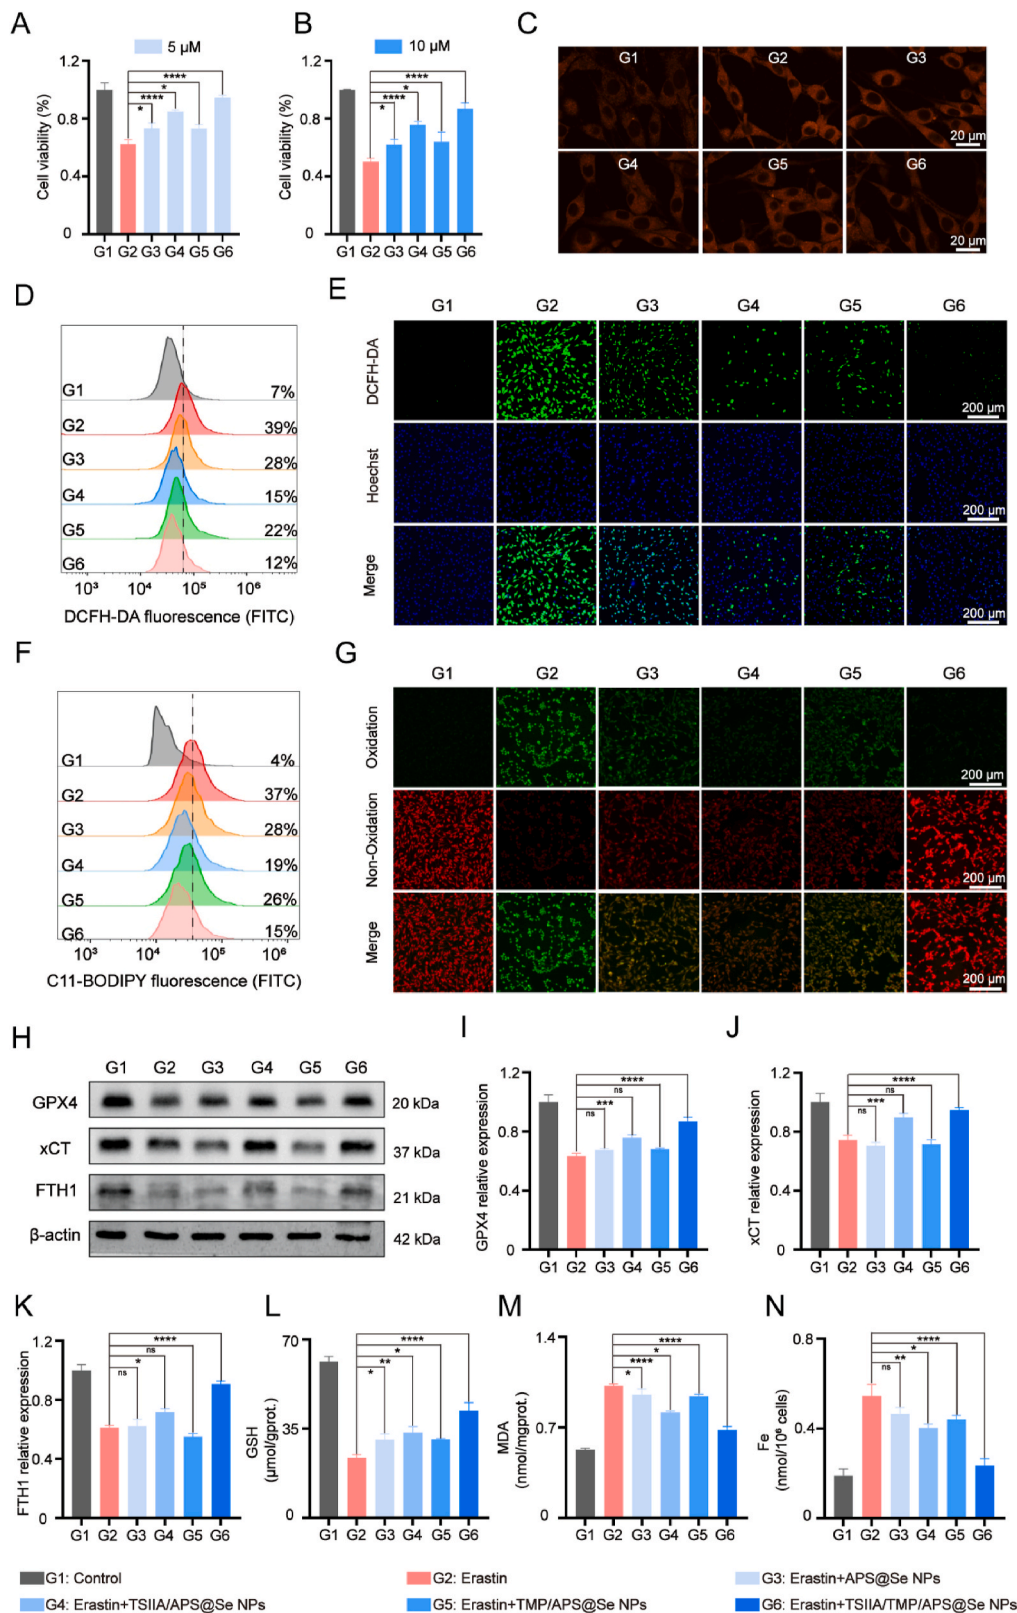 A
5 μM
Cell viability (%)
1.2
0.8
0.4
0
****
*
****
*
G1 G2 G3 G4 G5 G6
B
10 μM
Cell viability (%)
1.2
0.8
0.4
0
****
*
****
*
G1 G2 G3 G4 G5 G6
C
G1 G2 G3
20 μm
G4 G5 G6
20 μm
D
G1 7%
G2 39%
G3 28%
G4 15%
G5 22%
G6 12%
10³ 10⁴ 10⁵ 10⁶
DCFH-DA fluorescence (FITC)
E
G1 G2 G3 G4 G5 G6
DCFH-DA
200 μm
Hoechst
200 μm
Merge
200 μm
F
G1 4%
G2 37%
G3 28%
G4 19%
G5 26%
G6 15%
10³ 10⁴ 10⁵ 10⁶
C11-BODIPY fluorescence (FITC)
G
G1 G2 G3 G4 G5 G6
Oxidation
200 μm
Non-Oxidation
200 μm
Merge
200 μm
H
G1 G2 G3 G4 G5 G6
GPX4 20 kDa
xCT 37 kDa
FTH1 21 kDa
β-actin 42 kDa
I
GPX4 relative expression
1.2
0.8
0.4
0
****
ns
***
ns
G1 G2 G3 G4 G5 G6
J
xCT relative expression
1.2
0.8
0.4
0
****
ns
***
ns
G1 G2 G3 G4 G5 G6
K
FTH1 relative expression
1.2
0.8
0.4
0
****
ns
*
ns
G1 G2 G3 G4 G5 G6
L
GSH
(μmol/gprot.)
70
35
0
****
*
**
*
G1 G2 G3 G4 G5 G6
M
MDA
(nmol/mgprot.)
1.4
0.7
0
****
*
****
*
G1 G2 G3 G4 G5 G6
N
Fe
(nmol/10⁶ cells)
0.8
0.4
0
****
*
**
ns
G1 G2 G3 G4 G5 G6
G1: Control G2: Erastin G3: Erastin+APS@Se NPs
G4: Erastin+TSIIA/APS@Se NPs G5: Erastin+TMP/APS@Se NPs G6: Erastin+TSIIA/TMP/APS@Se NPs